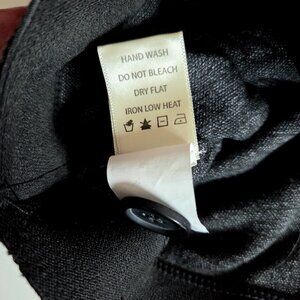 HAND WASH
DO NOT BLEACH
DRY FLAT
IRON LOW HEAT